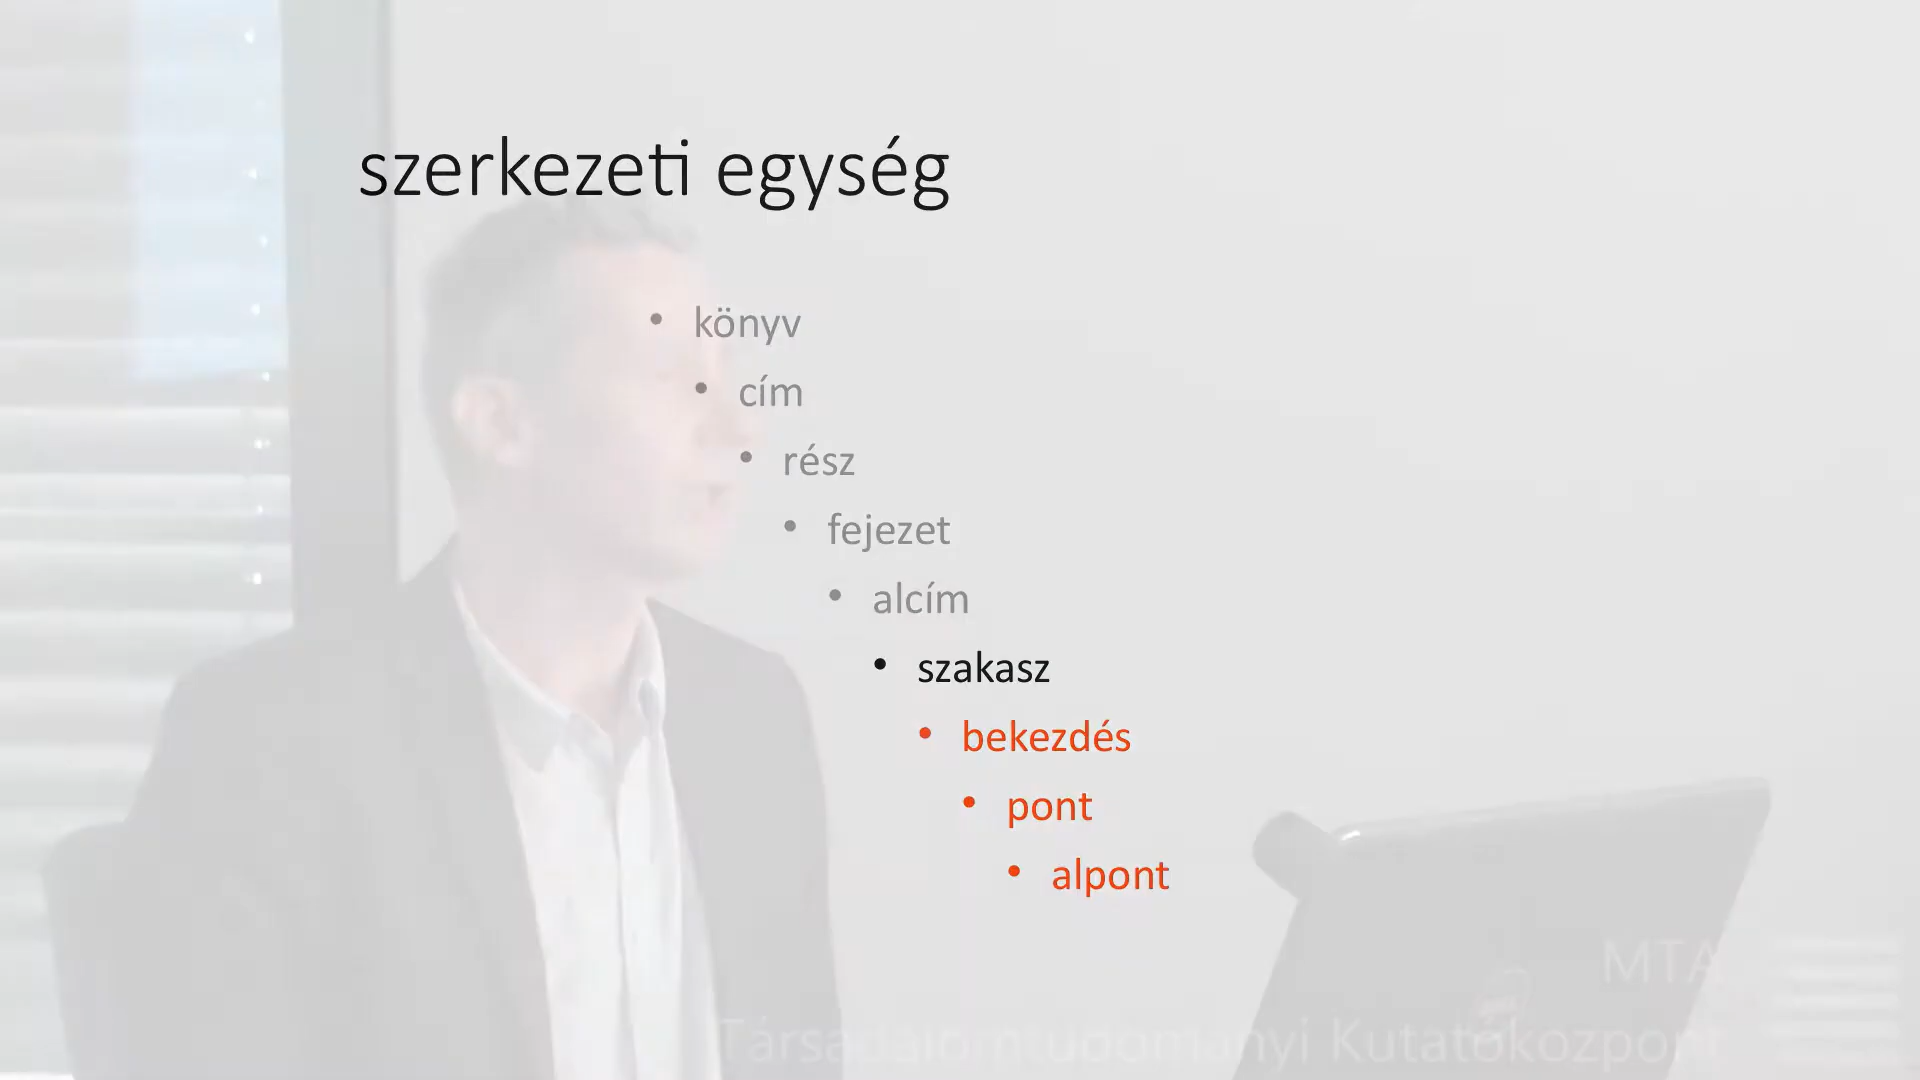 szerkezeti egység
• könyv
• cím
• rész
• fejezet
• alcím
• szakasz
• bekezdés
• pont
• alpont
MTA
Társadalomtudományi Kutatóközpont